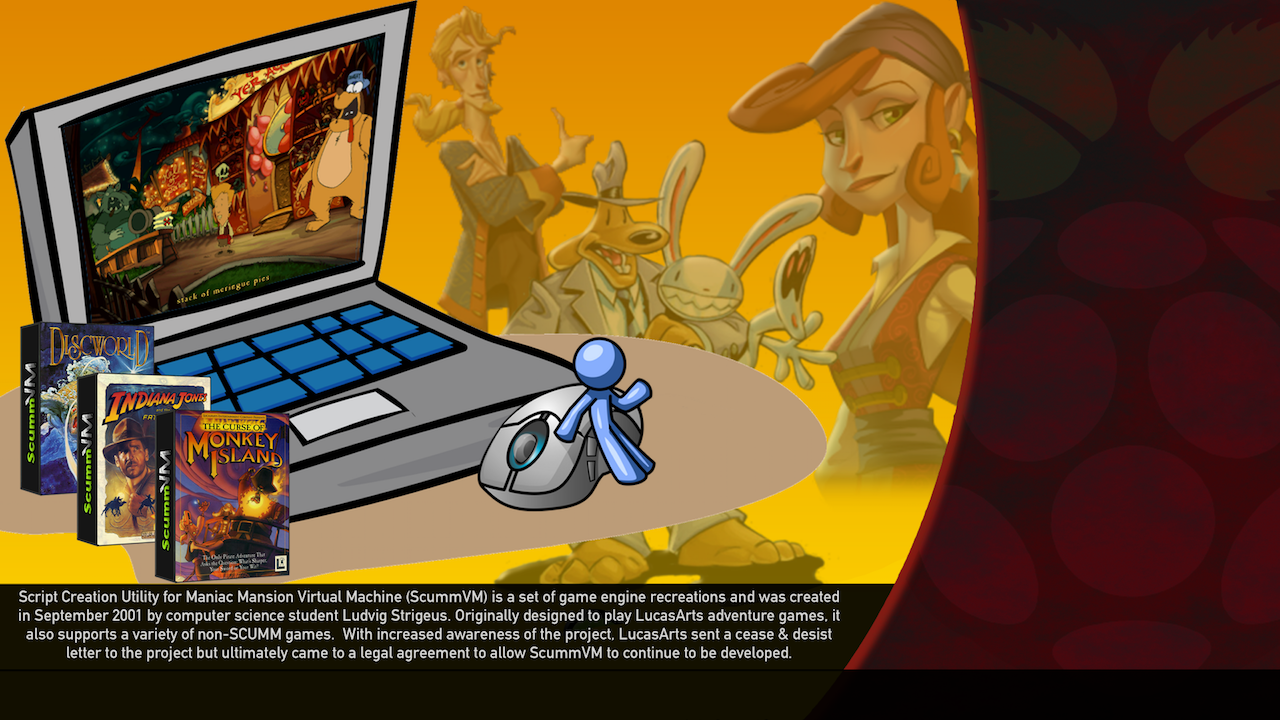 stack of meringue pies
DISCWORLD
ScummVM
INDIANA JONES
ScummVM
THE CURSE OF
MONKEY
ISLAND
ScummVM
Script Creation Utility for Maniac Mansion Virtual Machine (ScummVM) is a set of game engine recreations and was created
in September 2001 by computer science student Ludvig Strigeus. Originally designed to play LucasArts adventure games, it
also supports a variety of non-SCUMM games. With increased awareness of the project, LucasArts sent a cease & desist
letter to the project but ultimately came to a legal agreement to allow ScummVM to continue to be developed.